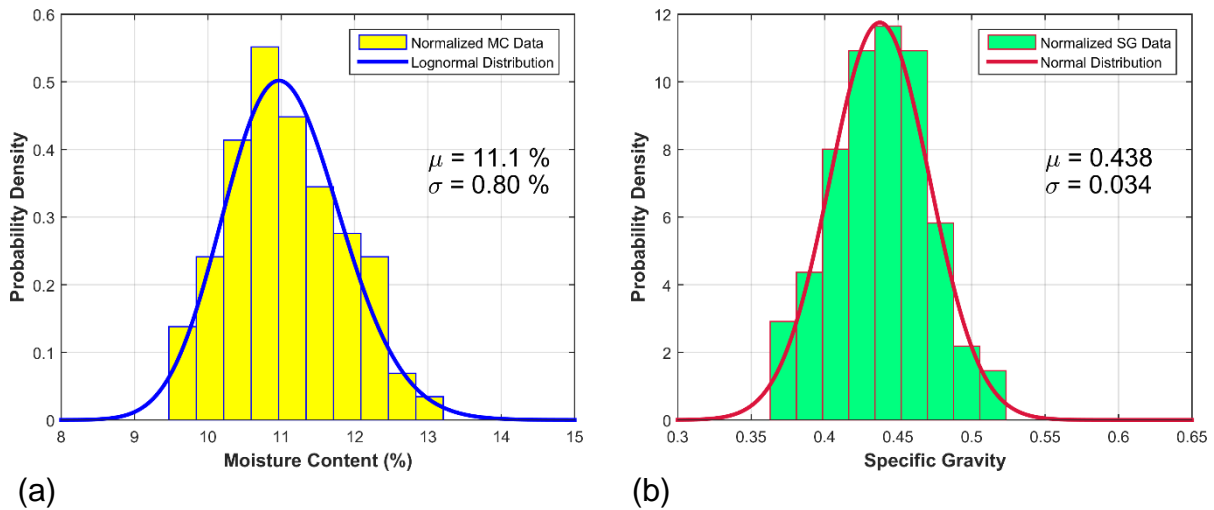 0.6
0.5
0.4
0.3
0.2
0.1
0
8 9 10 11 12 13 14 15
Probability Density
Moisture Content (%)
Normalized MC Data
Lognormal Distribution
μ = 11.1 %
σ = 0.80 %
(a)
12
10
8
6
4
2
0
0.3 0.35 0.4 0.45 0.5 0.55 0.6 0.65
Probability Density
Specific Gravity
Normalized SG Data
Normal Distribution
μ = 0.438
σ = 0.034
(b)